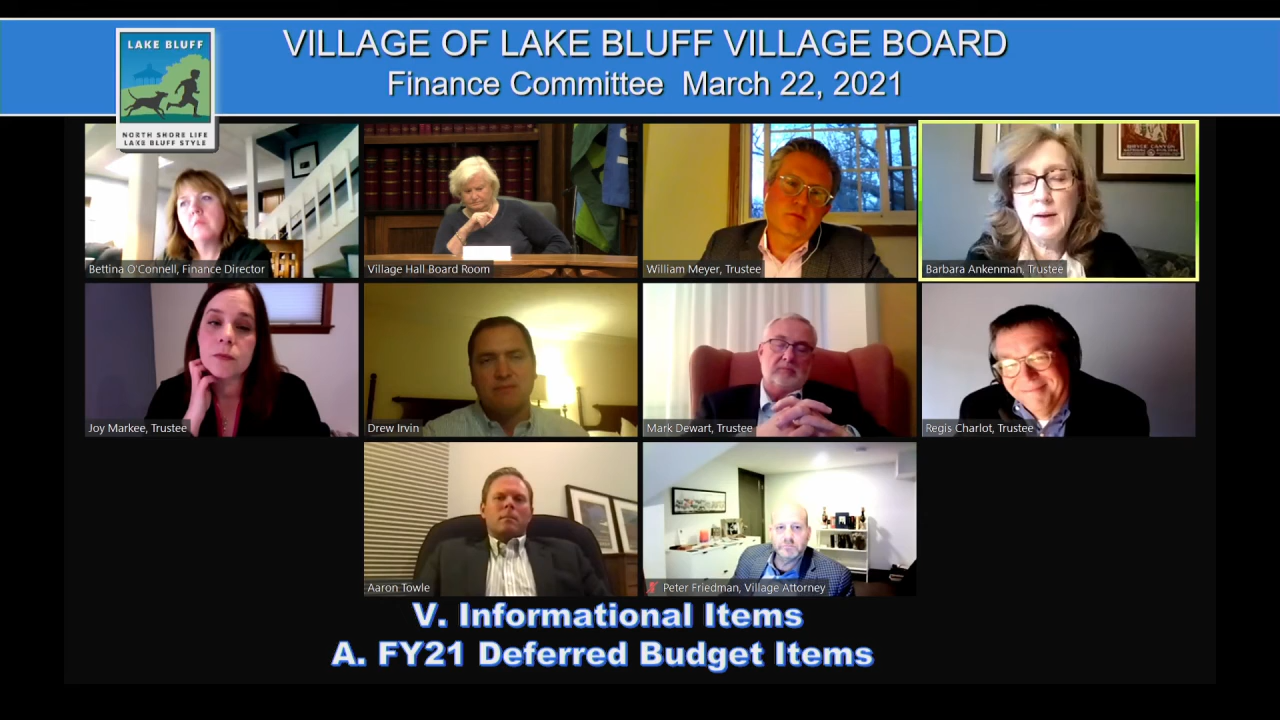 VILLAGE OF LAKE BLUFF VILLAGE BOARD
Finance Committee March 22, 2021
LAKE BLUFF
NORTH SHORE LIFE
LAKE BLUFF STYLE
BRYCE CANYON
Bettina O'Connell, Finance Director
Village Hall Board Room
William Meyer, Trustee
Barbara Ankenman, Trustee
Joy Markee, Trustee
Drew Irvin
Mark Dewart, Trustee
Regis Charlot, Trustee
Aaron Towle
Peter Friedman, Village Attorney
V. Informational Items
A. FY21 Deferred Budget Items